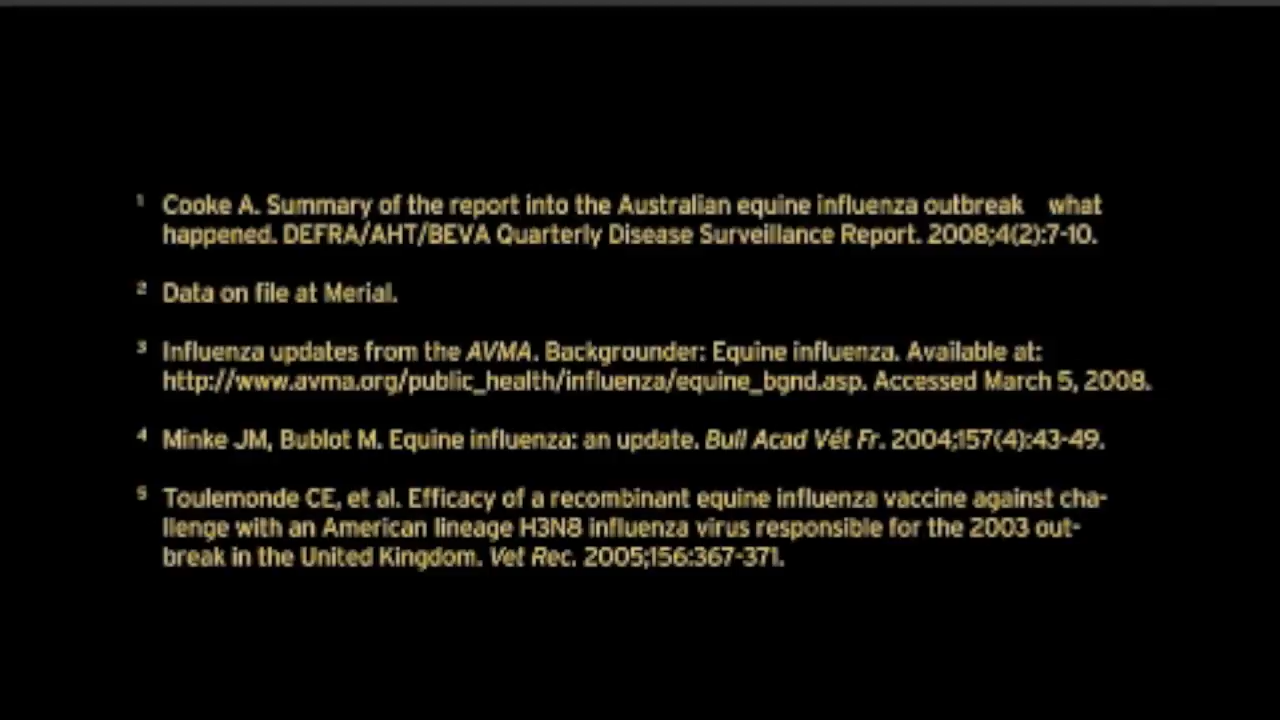 ¹ Cooke A. Summary of the report into the Australian equine influenza outbreak what
happened. DEFRA/AHT/BEVA Quarterly Disease Surveillance Report. 2008;4(2):7-10.
² Data on file at Merial.
³ Influenza updates from the AVMA. Backgrounder: Equine influenza. Available at:
http://www.avma.org/public_health/influenza/equine_bgnd.asp. Accessed March 5, 2008.
⁴ Minke JM, Bublot M. Equine influenza: an update. Bull Acad Vét Fr. 2004;157(4):43-49.
⁵ Toulemonde CE, et al. Efficacy of a recombinant equine influenza vaccine against cha-
llenge with an American lineage H3N8 influenza virus responsible for the 2003 out-
break in the United Kingdom. Vet Rec. 2005;156:367-371.